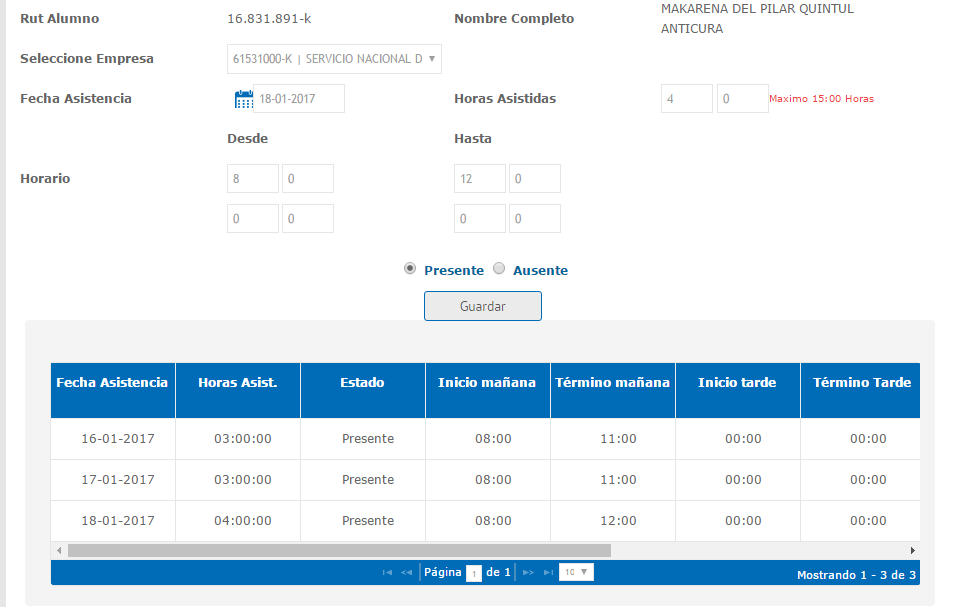 Rut Alumno 16.831.891-k Nombre Completo MAKARENA DEL PILAR QUINTUL
ANTICURA
Seleccione Empresa 61531000-K | SERVICIO NACIONAL D
Fecha Asistencia 18-01-2017 Horas Asistidas 4 0 Maximo 15:00 Horas
Desde Hasta
Horario 8 0 12 0
0 0 0 0
Presente Ausente
Guardar
Fecha Asistencia Horas Asist. Estado Inicio mañana Término mañana Inicio tarde Término Tarde
16-01-2017 03:00:00 Presente 08:00 11:00 00:00 00:00
17-01-2017 03:00:00 Presente 08:00 11:00 00:00 00:00
18-01-2017 04:00:00 Presente 08:00 12:00 00:00 00:00
Página 1 de 1 10 Mostrando 1 - 3 de 3